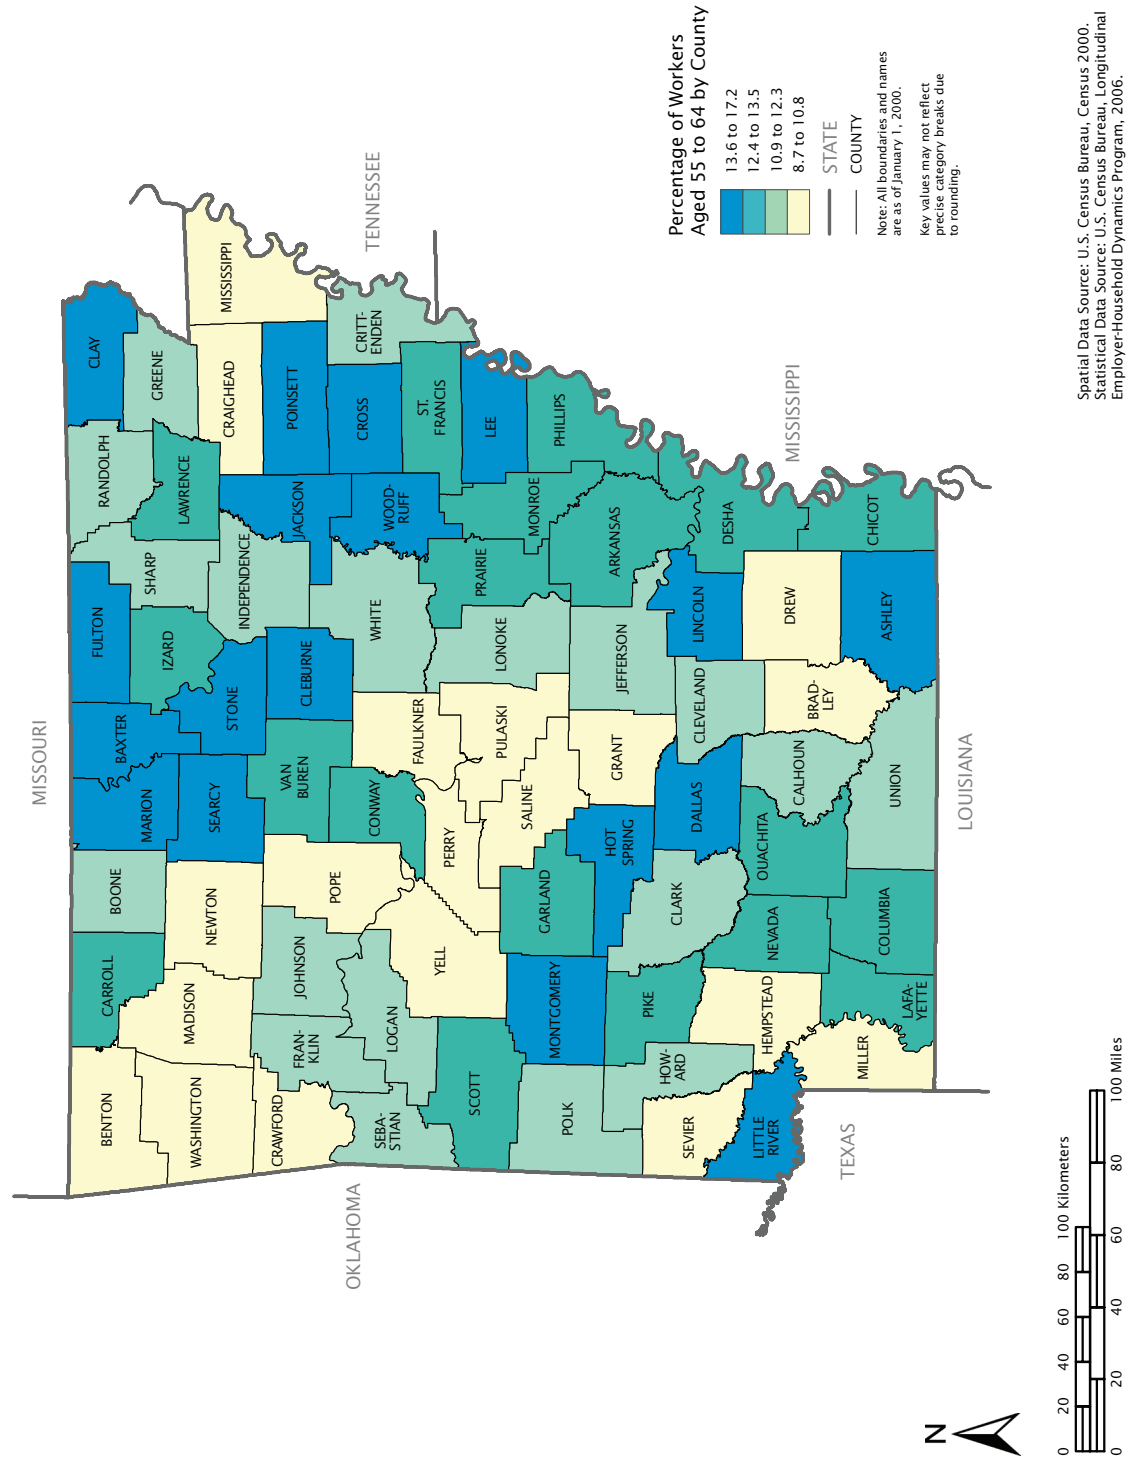 MISSOURI
TENNESSEE
MISSISSIPPI
LOUISIANA
TEXAS
OKLAHOMA
BENTON
CARROLL
BOONE
MARION
BAXTER
FULTON
RANDOLPH
CLAY
WASHINGTON
MADISON
NEWTON
SEARCY
STONE
IZARD
SHARP
LAWRENCE
GREENE
CRAWFORD
FRAN-
KLIN
JOHNSON
POPE
VAN
BUREN
CLEBURNE
INDEPENDENCE
JACKSON
CRAIGHEAD
MISSISSIPPI
POINSETT
SEBA-
STIAN
LOGAN
CONWAY
FAULKNER
WHITE
WOOD-
RUFF
CROSS
CRITT-
ENDEN
SCOTT
YELL
PERRY
PULASKI
LONOKE
PRAIRIE
MONROE
ST.
FRANCIS
LEE
PHILLIPS
POLK
MONTGOMERY
GARLAND
SALINE
GRANT
JEFFERSON
ARKANSAS
HOT
SPRING
HOW-
ARD
PIKE
CLARK
DALLAS
CLEVELAND
LINCOLN
DESHA
SEVIER
LITTLE
RIVER
HEMPSTEAD
NEVADA
OUACHITA
CALHOUN
BRAD-
LEY
DREW
CHICOT
MILLER
LAFA-
YETTE
COLUMBIA
UNION
ASHLEY
Percentage of Workers
Aged 55 to 64 by County
13.6 to 17.2
12.4 to 13.5
10.9 to 12.3
8.7 to 10.8
STATE
COUNTY
Note: All boundaries and names
are as of January 1, 2000.
Key values may not reflect
precise category breaks due
to rounding.
N
0 20 40 60 80 100 Kilometers
0 20 40 60 80 100 Miles
Spatial Data Source: U.S. Census Bureau, Census 2000.
Statistical Data Source: U.S. Census Bureau, Longitudinal
Employer-Household Dynamics Program, 2006.